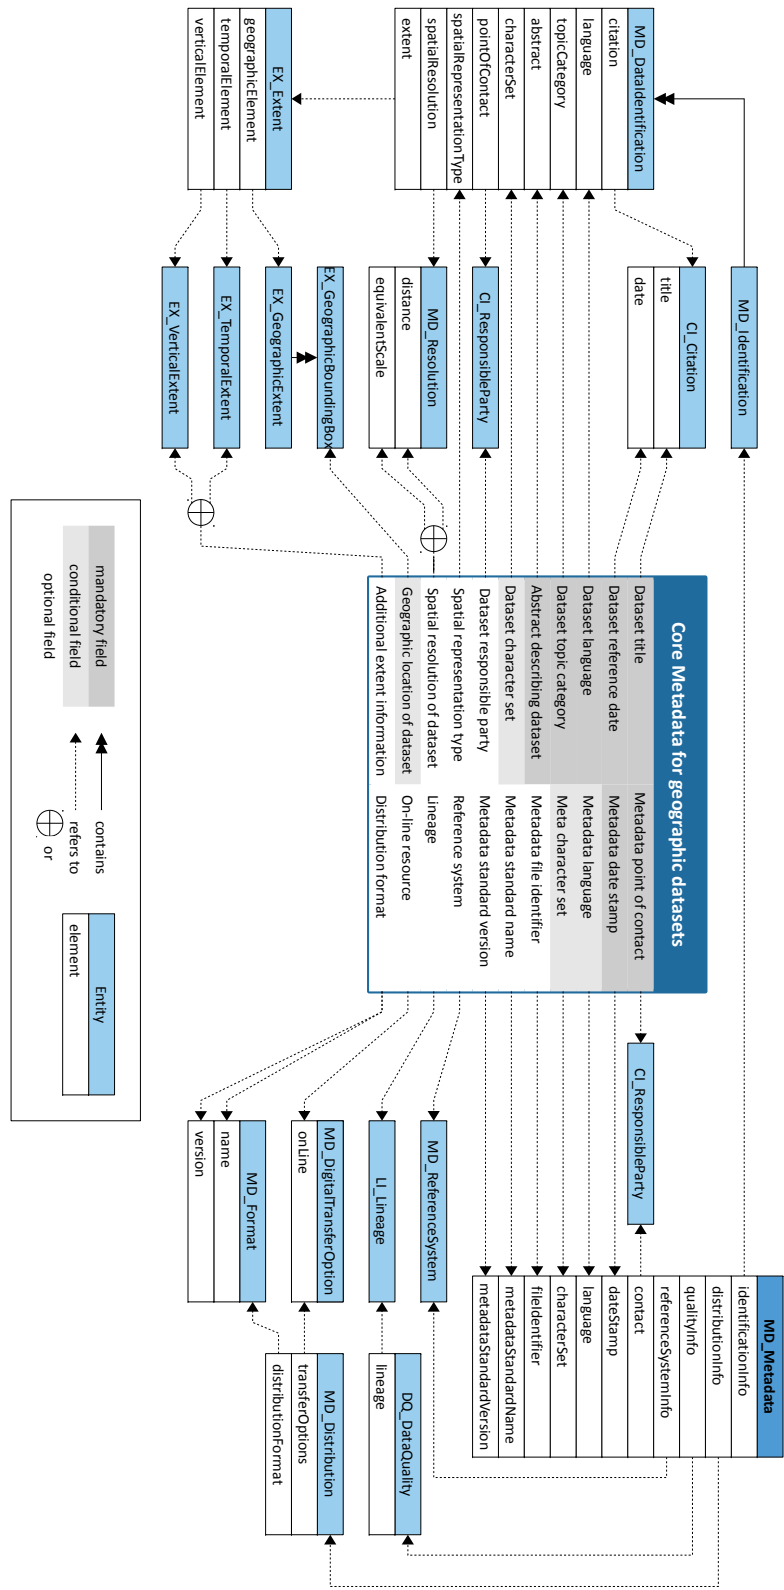 MD_Metadata
identificationInfo
distributionInfo
qualityInfo
referenceSystemInfo
contact
dateStamp
language
characterSet
fileIdentifier
metadataStandardName
metadataStandardVersion
MD_Identification
CI_Citation
title
date
MD_DataIdentification
citation
language
topicCategory
abstract
characterSet
pointOfContact
spatialRepresentationType
spatialResolution
extent
CI_ResponsibleParty
MD_Resolution
distance
equivalentScale
EX_GeographicBoundingBox
EX_GeographicExtent
EX_TemporalExtent
EX_VerticalExtent
EX_Extent
geographicElement
temporalElement
verticalElement
Core Metadata for geographic datasets
Dataset title
Dataset reference date
Dataset language
Dataset topic category
Abstract describing dataset
Dataset character set
Dataset responsible party
Spatial representation type
Spatial resolution of dataset
Geographic location of dataset
Additional extent information
Metadata point of contact
Metadata date stamp
Metadata language
Meta character set
Metadata file identifier
Metadata standard name
Metadata standard version
Reference system
Lineage
On-line resource
Distribution format
CI_ResponsibleParty
MD_ReferenceSystem
LI_Lineage
MD_DigitalTransferOption
onLine
MD_Format
name
version
DQ_DataQuality
lineage
MD_Distribution
transferOptions
distributionFormat
mandatory field
conditional field
optional field
contains
refers to
or
Entity
element